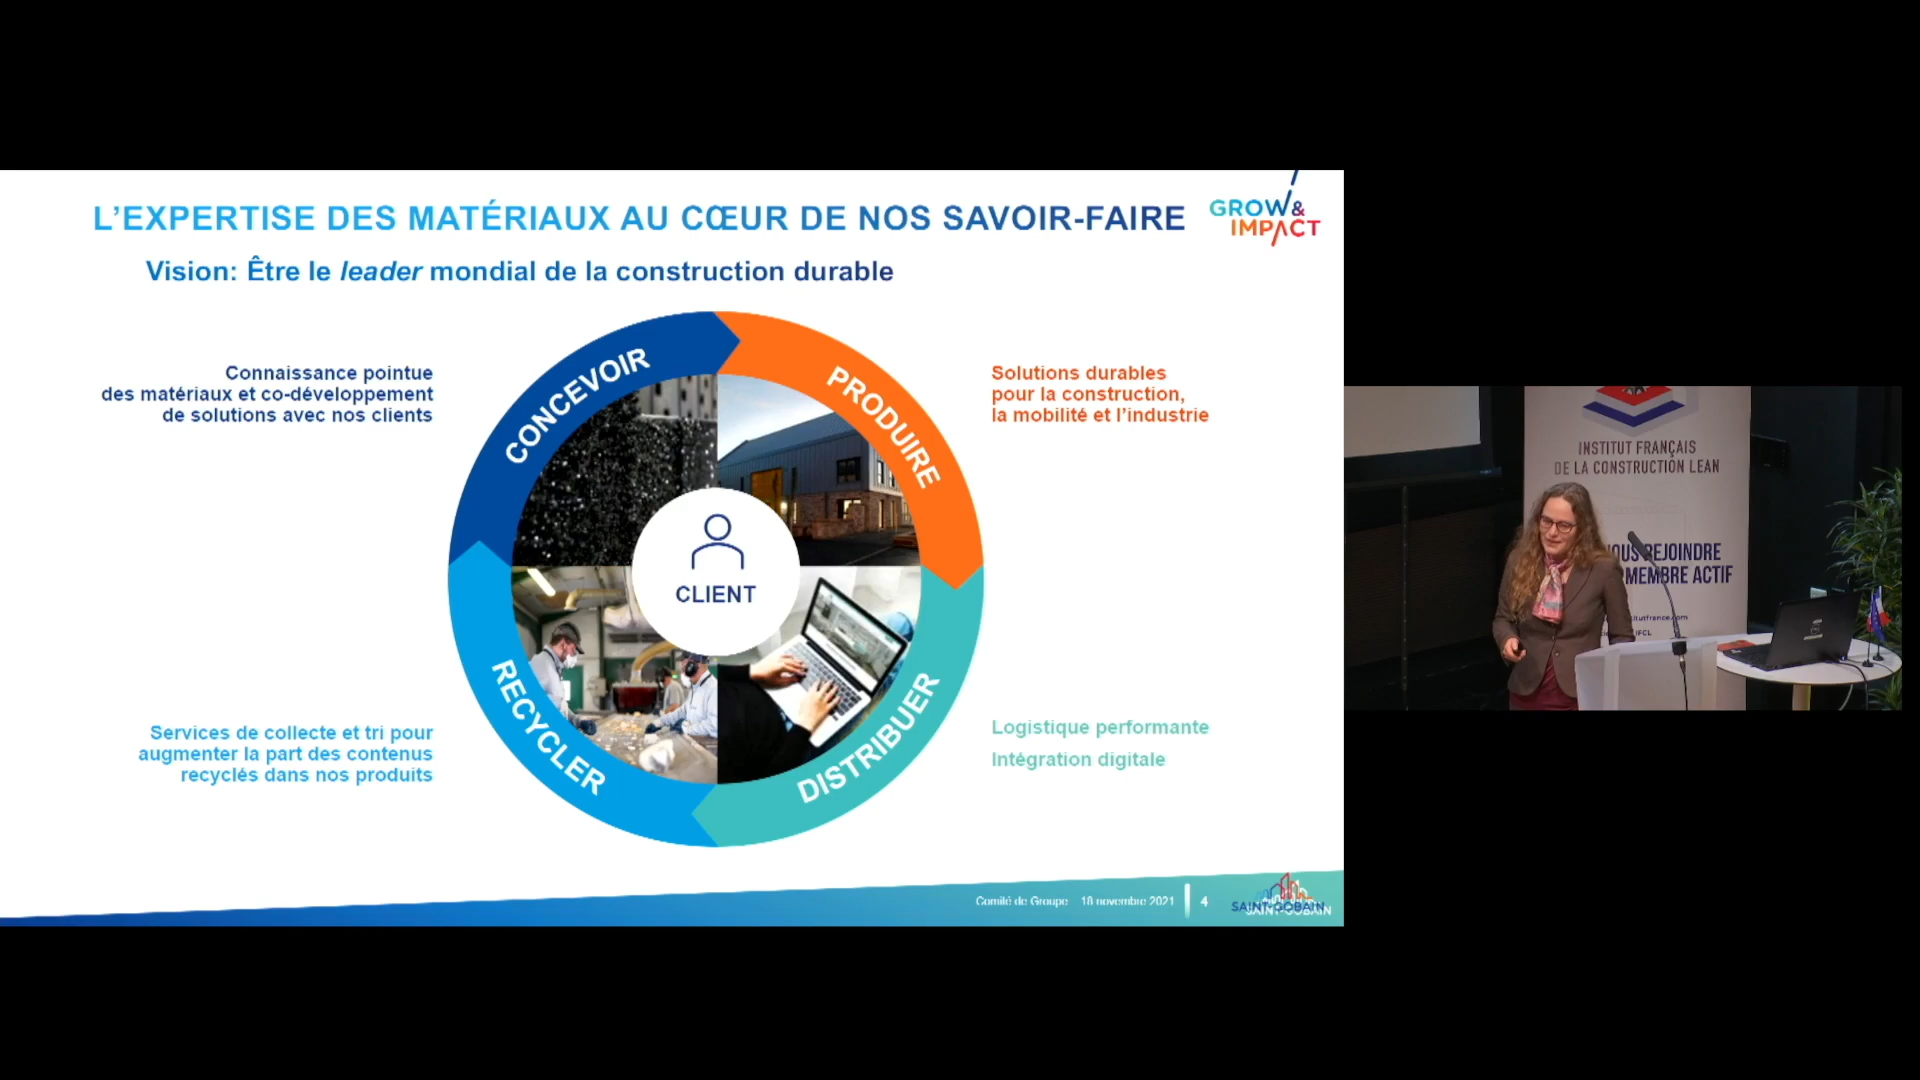 L'EXPERTISE DES MATÉRIAUX AU CŒUR DE NOS SAVOIR-FAIRE
GROW&
IMPACT
Vision: Être le leader mondial de la construction durable
Connaissance pointue
des matériaux et co-développement
de solutions avec nos clients
CONCEVOIR
PRODUIRE
Solutions durables
pour la construction,
la mobilité et l'industrie
CLIENT
Services de collecte et tri pour
augmenter la part des contenus
recyclés dans nos produits
RECYCLER
DISTRIBUER
Logistique performante
Intégration digitale
Comité de Groupe 18 novembre 2021 4
SAINT-GOBAIN
SAINT-GOBAIN
INSTITUT FRANÇAIS
DE LA CONSTRUCTION LEAN
REJOINDRE
MEMBRE ACTIF
IFCL